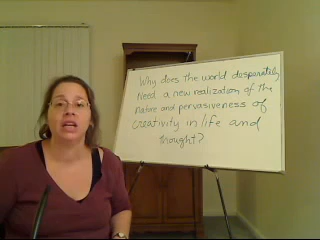 Why does the world desperately
need a new realization of the
nature and pervasiveness of
creativity in life and
thought?